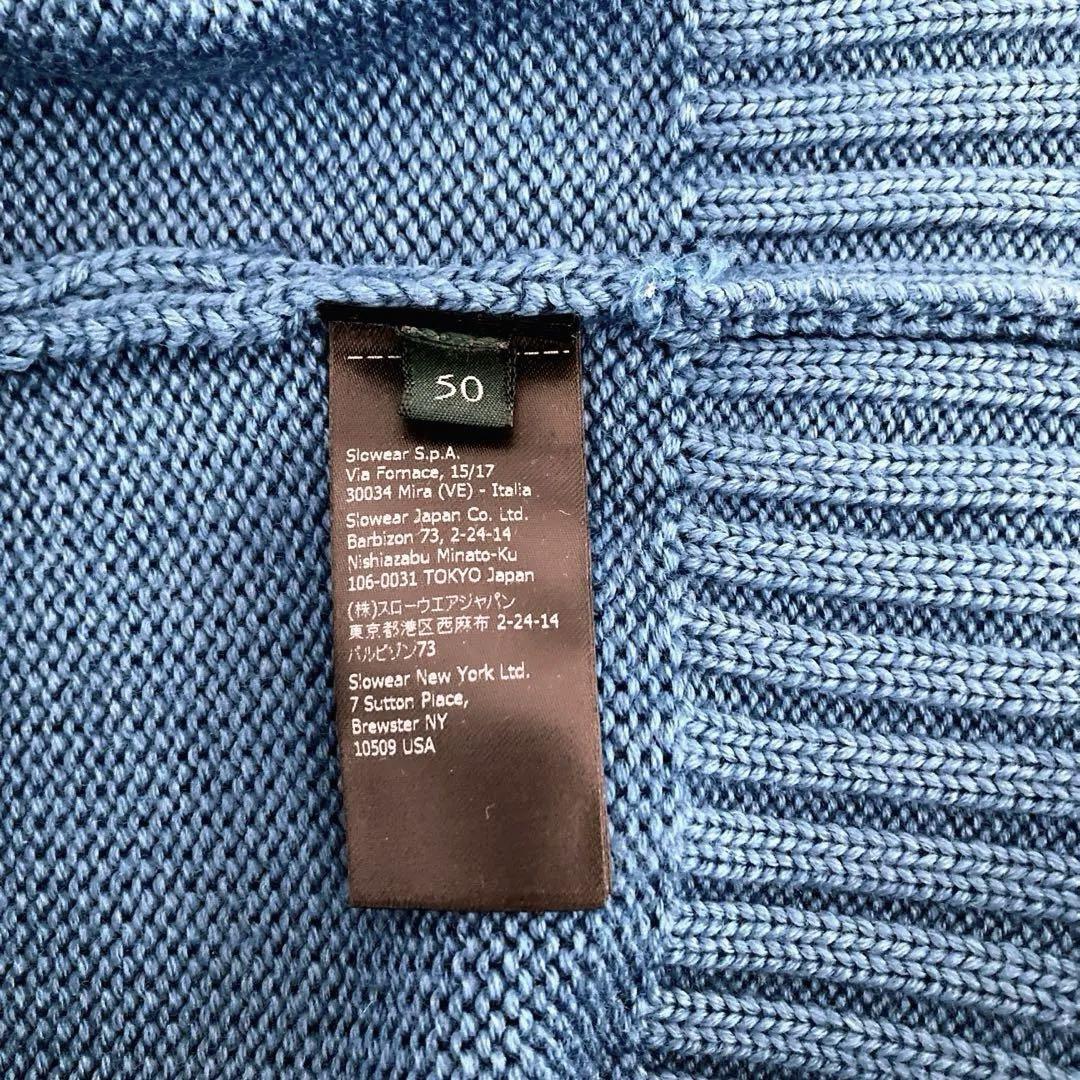 50
Slowear S.p.A.
Via Fornace, 15/17
30034 Mira (VE) - Italia
Slowear Japan Co. Ltd.
Barbizon 73, 2-24-14
Nishiazabu Minato-Ku
106-0031 TOKYO Japan
(株)スローウエアジャパン
東京都港区西麻布 2-24-14
バルビゾン73
Slowear New York Ltd.
7 Sutton Place,
Brewster NY
10509 USA